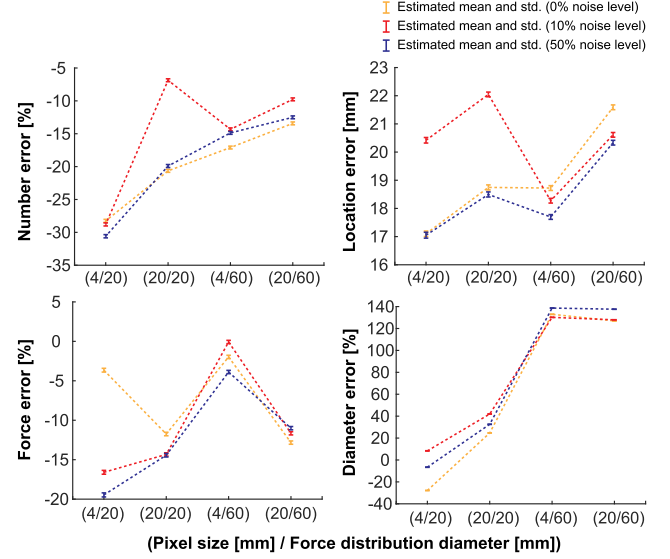 Estimated mean and std. (0% noise level)
Estimated mean and std. (10% noise level)
Estimated mean and std. (50% noise level)
Number error [%]
-5
-10
-15
-20
-25
-30
-35
(4/20) (20/20) (4/60) (20/60)
Location error [mm]
23
22
21
20
19
18
17
16
(4/20) (20/20) (4/60) (20/60)
Force error [%]
5
0
-5
-10
-15
-20
(4/20) (20/20) (4/60) (20/60)
Diameter error [%]
140
120
100
80
60
40
20
0
-20
-40
(4/20) (20/20) (4/60) (20/60)
(Pixel size [mm] / Force distribution diameter [mm])